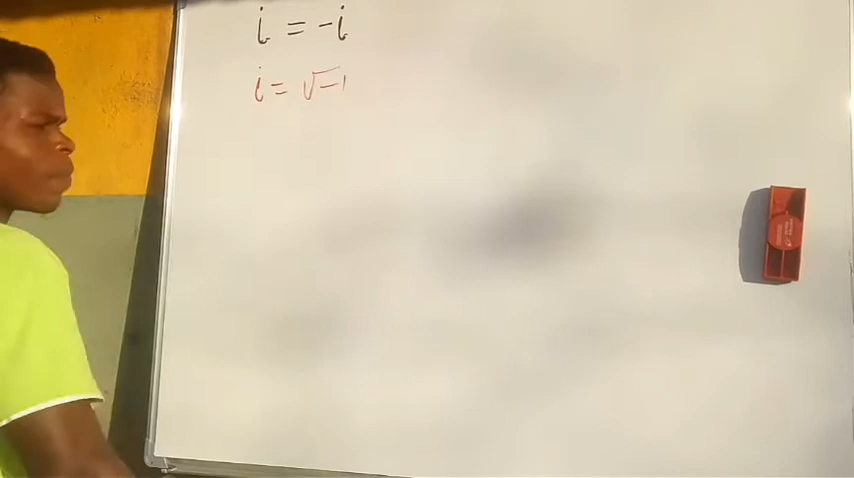 i = -i
i = √-1